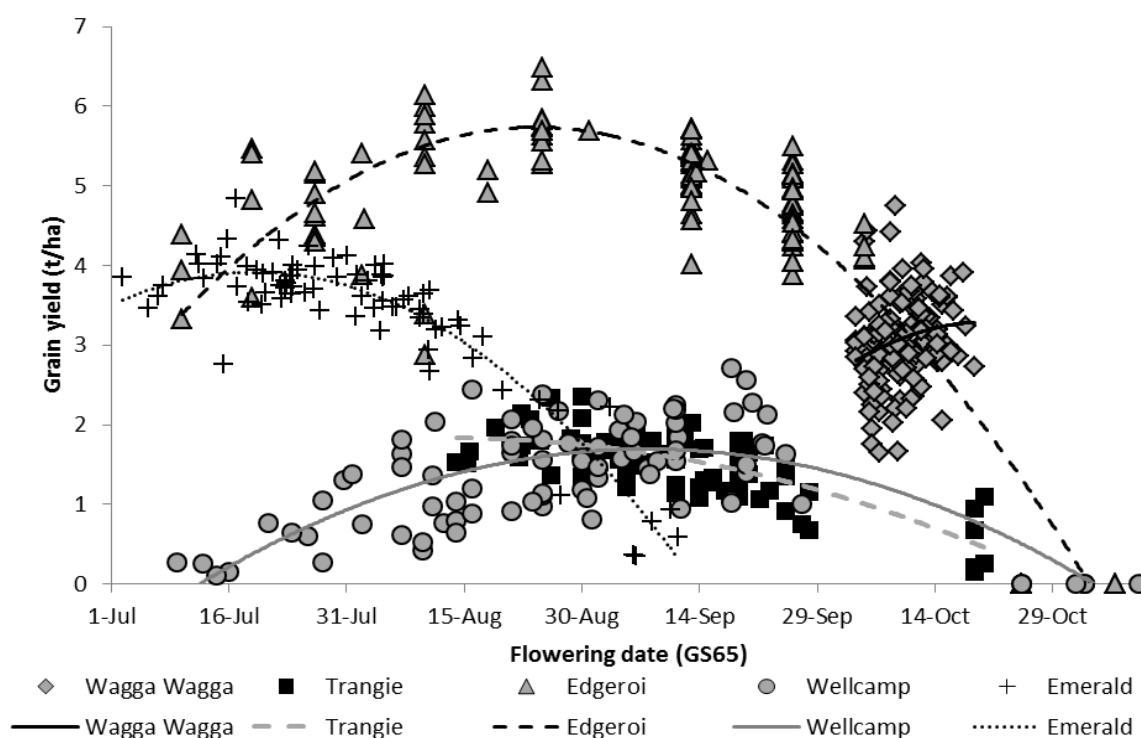 7
6
5
4
3
2
1
0
Grain yield (t/ha)
1-Jul 16-Jul 31-Jul 15-Aug 30-Aug 14-Sep 29-Sep 14-Oct 29-Oct
Flowering date (GS65)
Wagga Wagga Trangie Edgeroi Wellcamp Emerald
Wagga Wagga Trangie Edgeroi Wellcamp Emerald